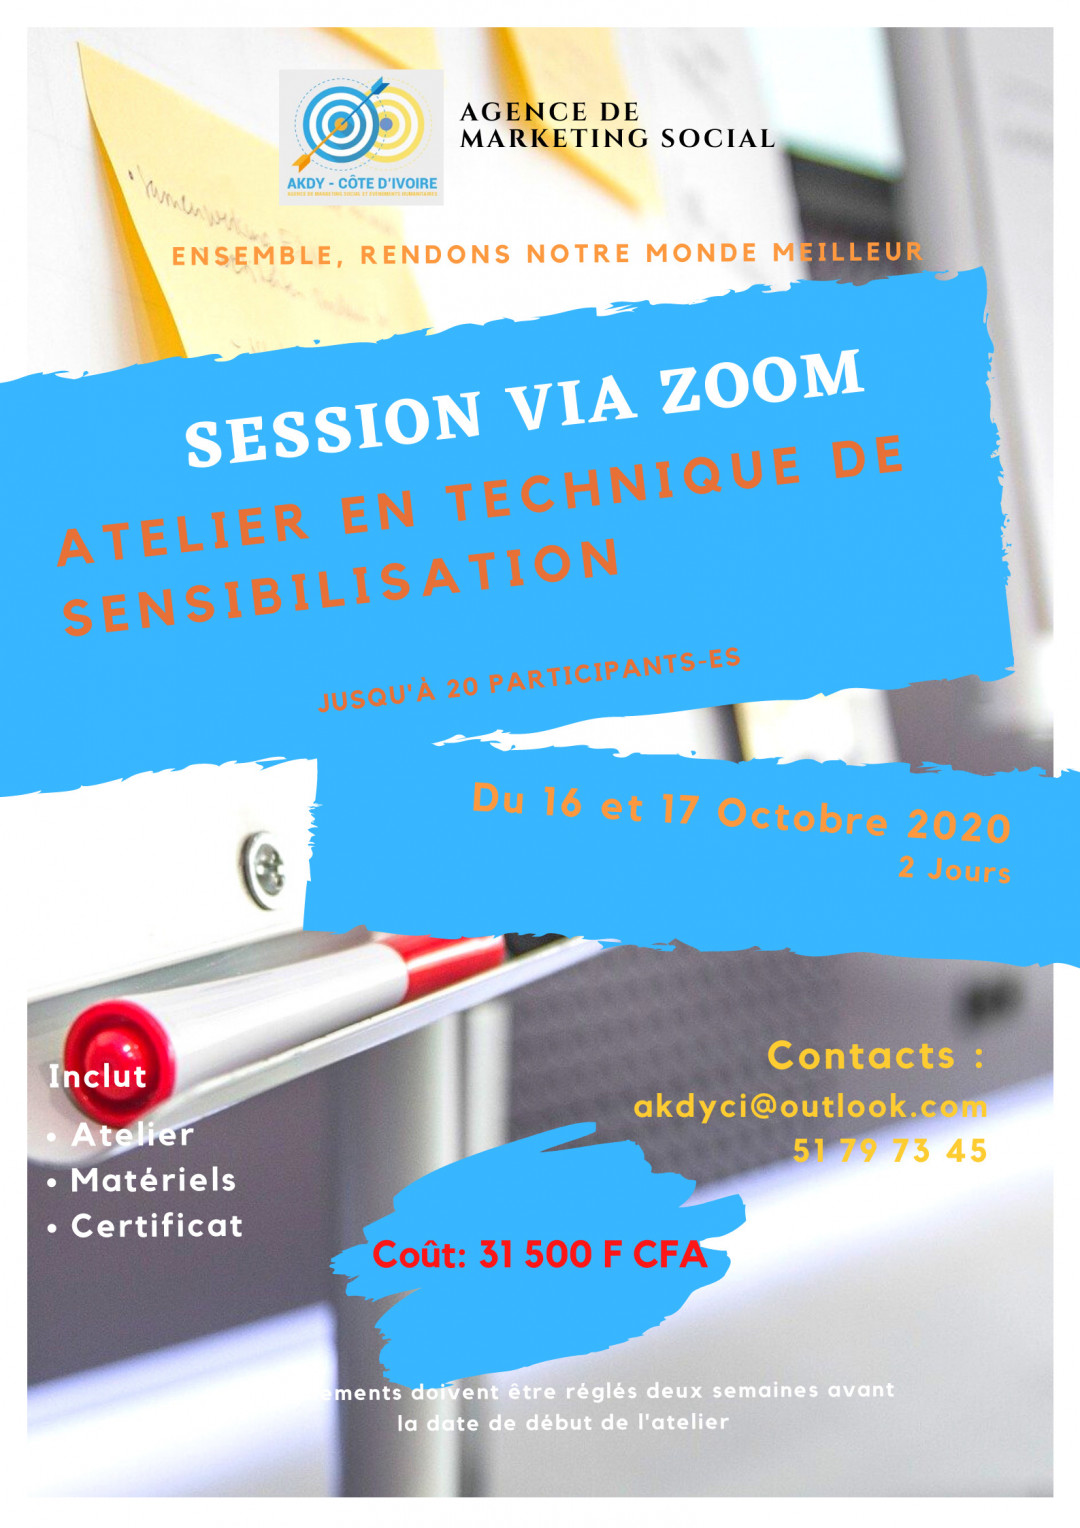 AGENCE DE
MARKETING SOCIAL
AKDY - CÔTE D'IVOIRE
ENSEMBLE, RENDONS NOTRE MONDE MEILLEUR
SESSION VIA ZOOM
ATELIER EN TECHNIQUE DE
SENSIBILISATION
JUSQU'À 20 PARTICIPANTS-ES
Du 16 et 17 Octobre 2020
2 Jours
Inclut
• Atelier
• Matériels
• Certificat
Contacts :
akdyci@outlook.com
51 79 73 45
Coût: 31 500 F CFA
ements doivent être réglés deux semaines avant
la date de début de l'atelier